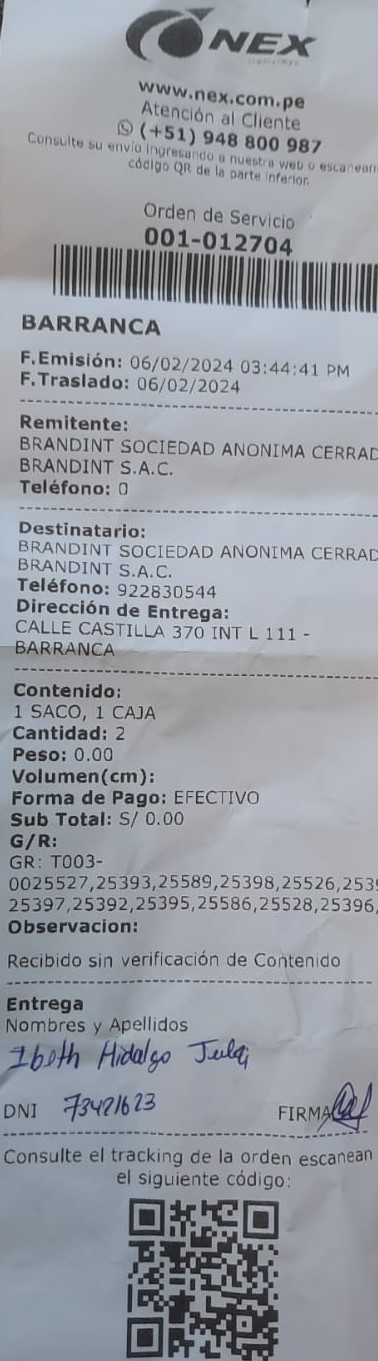 NEX
www.nex.com.pe
Atención al Cliente
(+51) 948 800 987
Consulte su envío ingresando a nuestra web o escanean
código QR de la parte inferior.
Orden de Servicio
001-012704
BARRANCA
F.Emisión: 06/02/2024 03:44:41 PM
F.Traslado: 06/02/2024
Remitente:
BRANDINT SOCIEDAD ANONIMA CERRAD
BRANDINT S.A.C.
Teléfono: 0
Destinatario:
BRANDINT SOCIEDAD ANONIMA CERRAD
BRANDINT S.A.C.
Teléfono: 922830544
Dirección de Entrega:
CALLE CASTILLA 370 INT L 111 -
BARRANCA
Contenido:
1 SACO, 1 CAJA
Cantidad: 2
Peso: 0.00
Volumen(cm):
Forma de Pago: EFECTIVO
Sub Total: S/ 0.00
G/R:
GR: T003-
0025527,25393,25589,25398,25526,2539
25397,25392,25395,25586,25528,25396,
Observacion:
Recibido sin verificación de Contenido
Entrega
Nombres y Apellidos
Ibeth Hidalgo
DNI 73421623
FIRMA
Consulte el tracking de la orden escanean
el siguiente código: